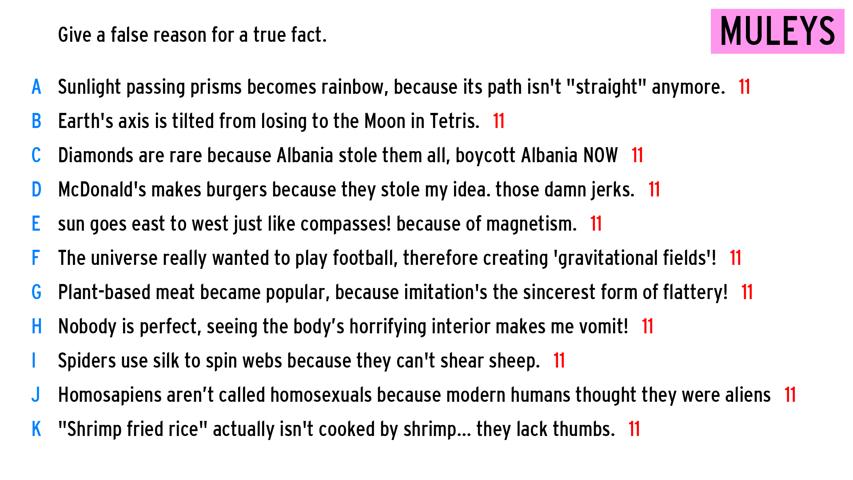 Give a false reason for a true fact.
MULEYS
A Sunlight passing prisms becomes rainbow, because its path isn't "straight" anymore. 11
B Earth's axis is tilted from losing to the Moon in Tetris. 11
C Diamonds are rare because Albania stole them all, boycott Albania NOW 11
D McDonald's makes burgers because they stole my idea. those damn jerks. 11
E sun goes east to west just like compasses! because of magnetism. 11
F The universe really wanted to play football, therefore creating 'gravitational fields'! 11
G Plant-based meat became popular, because imitation's the sincerest form of flattery! 11
H Nobody is perfect, seeing the body’s horrifying interior makes me vomit! 11
I Spiders use silk to spin webs because they can't shear sheep. 11
J Homosapiens aren’t called homosexuals because modern humans thought they were aliens 11
K "Shrimp fried rice" actually isn't cooked by shrimp... they lack thumbs. 11